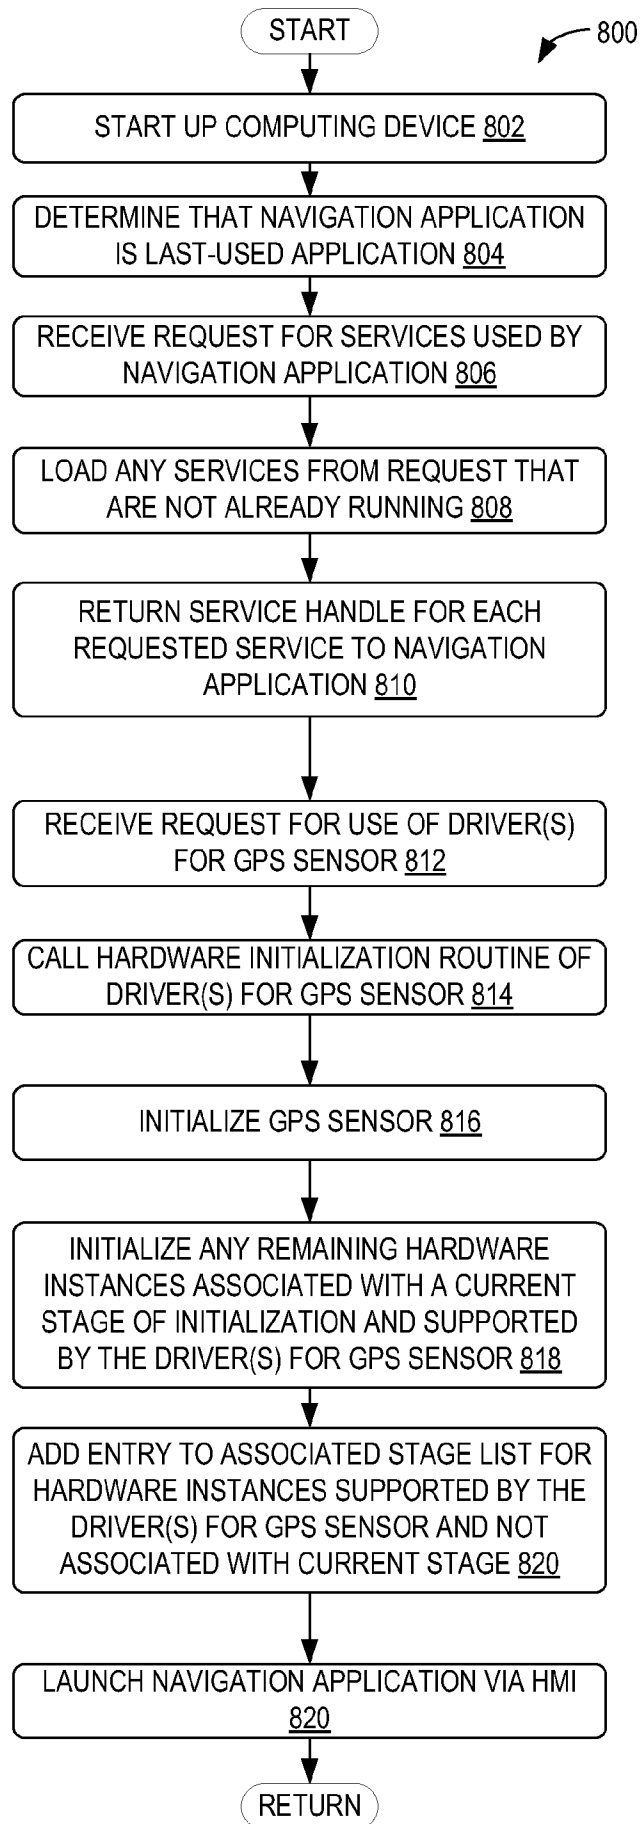 START
800
START UP COMPUTING DEVICE 802
DETERMINE THAT NAVIGATION APPLICATION
IS LAST-USED APPLICATION 804
RECEIVE REQUEST FOR SERVICES USED BY
NAVIGATION APPLICATION 806
LOAD ANY SERVICES FROM REQUEST THAT
ARE NOT ALREADY RUNNING 808
RETURN SERVICE HANDLE FOR EACH
REQUESTED SERVICE TO NAVIGATION
APPLICATION 810
RECEIVE REQUEST FOR USE OF DRIVER(S)
FOR GPS SENSOR 812
CALL HARDWARE INITIALIZATION ROUTINE OF
DRIVER(S) FOR GPS SENSOR 814
INITIALIZE GPS SENSOR 816
INITIALIZE ANY REMAINING HARDWARE
INSTANCES ASSOCIATED WITH A CURRENT
STAGE OF INITIALIZATION AND SUPPORTED
BY THE DRIVER(S) FOR GPS SENSOR 818
ADD ENTRY TO ASSOCIATED STAGE LIST FOR
HARDWARE INSTANCES SUPPORTED BY THE
DRIVER(S) FOR GPS SENSOR AND NOT
ASSOCIATED WITH CURRENT STAGE 820
LAUNCH NAVIGATION APPLICATION VIA HMI
820
RETURN